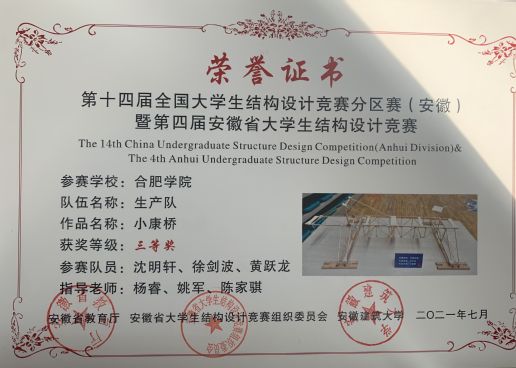 荣誉证书
第十四届全国大学生结构设计竞赛分区赛（安徽）
暨第四届安徽省大学生结构设计竞赛
The 14th China Undergraduate Structure Design Competition(Anhui Division)&
The 4th Anhui Undergraduate Structure Design Competition
参赛学校：合肥学院
队伍名称：生产队
作品名称：小康桥
获奖等级：三等奖
参赛队员：沈明轩、徐剑波、黄跃龙
指导老师：杨睿、姚军、陈家骐
安徽省教育厅 安徽省大学生结构设计竞赛组织委员会 安徽建筑大学 二〇二一年七月